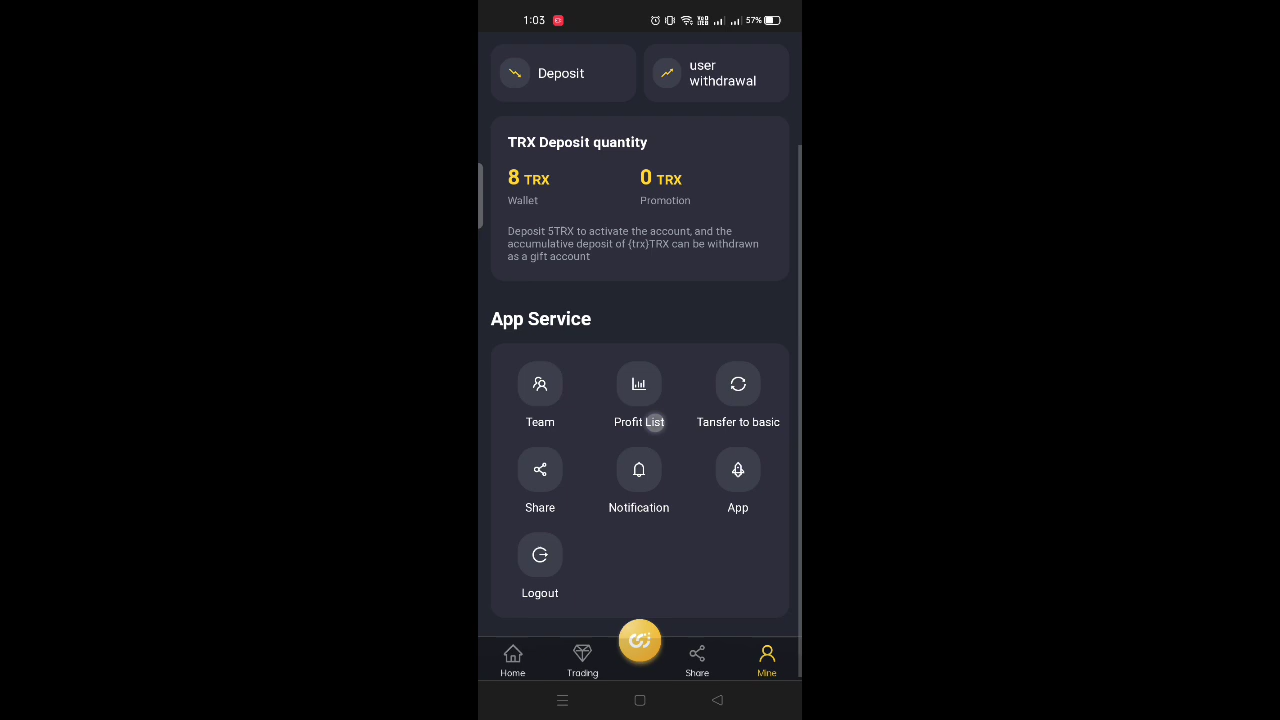 1:03
57%
Deposit
user
withdrawal
TRX Deposit quantity
8 TRX
0 TRX
Wallet
Promotion
Deposit 5TRX to activate the account, and the
accumulative deposit of {trx}TRX can be withdrawn
as a gift account
App Service
Team
Profit List
Tansfer to basic
Share
Notification
App
Logout
Home
Trading
Share
Mine